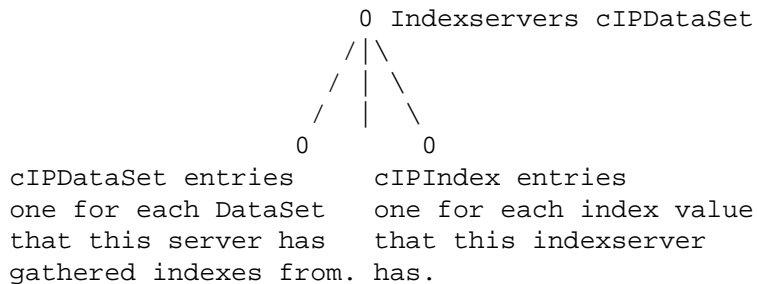 0 Indexservers cIPDataSet
/|\
/ | \
/ | \
0 0
cIPDataSet entries cIPIndex entries
one for each DataSet one for each index value
that this server has that this indexserver
gathered indexes from. has.